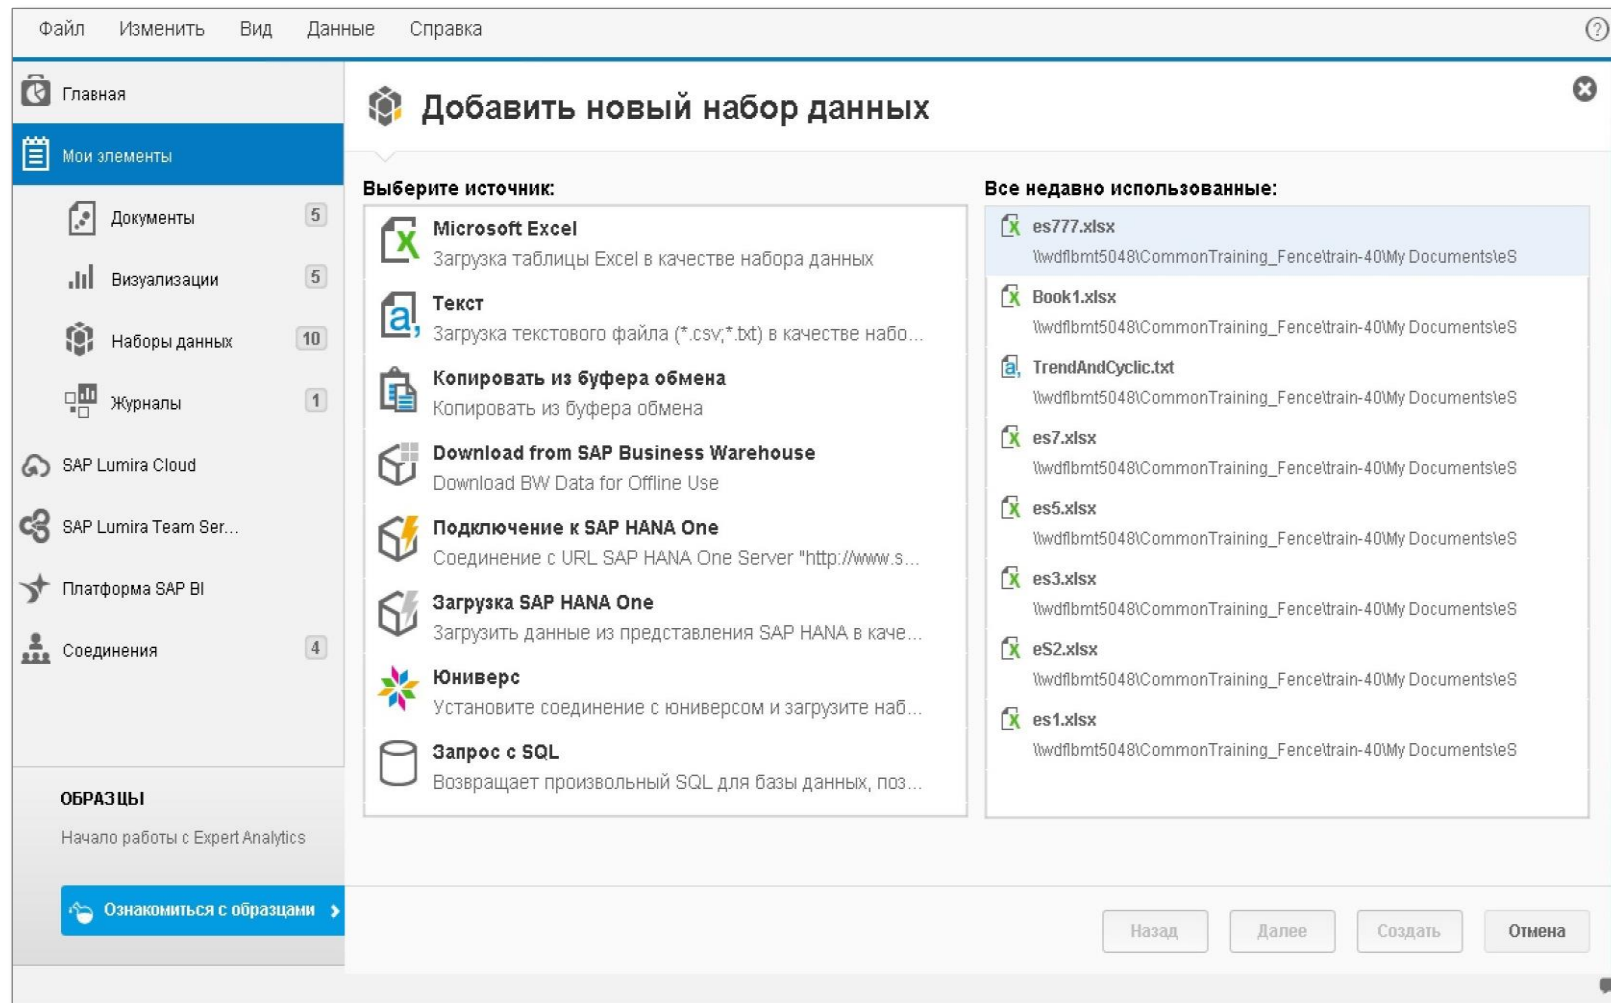 Файл Изменить Вид Данные Справка
Главная
Мои элементы
Документы 5
Визуализации 5
Наборы данных 10
Журналы 1
SAP Lumira Cloud
SAP Lumira Team Ser...
Платформа SAP BI
Соединения 4
ОБРАЗЦЫ
Начало работы с Expert Analytics
Ознакомиться с образцами
Добавить новый набор данных
Выберите источник:
Microsoft Excel
Загрузка таблицы Excel в качестве набора данных
Текст
Загрузка текстового файла (*.csv;*.txt) в качестве набо...
Копировать из буфера обмена
Копировать из буфера обмена
Download from SAP Business Warehouse
Download BW Data for Offline Use
Подключение к SAP HANA One
Соединение с URL SAP HANA One Server "http://www.s...
Загрузка SAP HANA One
Загрузить данные из представления SAP HANA в каче...
Юниверс
Установите соединение с юниверсом и загрузите наб...
Запрос с SQL
Возвращает произвольный SQL для базы данных, поз...
Все недавно использованные:
es777.xlsx
\\wdflbmt5048\CommonTraining_Fence\train-40\My Documents\eS
Book1.xlsx
\\wdflbmt5048\CommonTraining_Fence\train-40\My Documents\eS
TrendAndCyclic.txt
\\wdflbmt5048\CommonTraining_Fence\train-40\My Documents\eS
es7.xlsx
\\wdflbmt5048\CommonTraining_Fence\train-40\My Documents\eS
es5.xlsx
\\wdflbmt5048\CommonTraining_Fence\train-40\My Documents\eS
es3.xlsx
\\wdflbmt5048\CommonTraining_Fence\train-40\My Documents\eS
eS2.xlsx
\\wdflbmt5048\CommonTraining_Fence\train-40\My Documents\eS
es1.xlsx
\\wdflbmt5048\CommonTraining_Fence\train-40\My Documents\eS
Назад Далее Создать Отмена